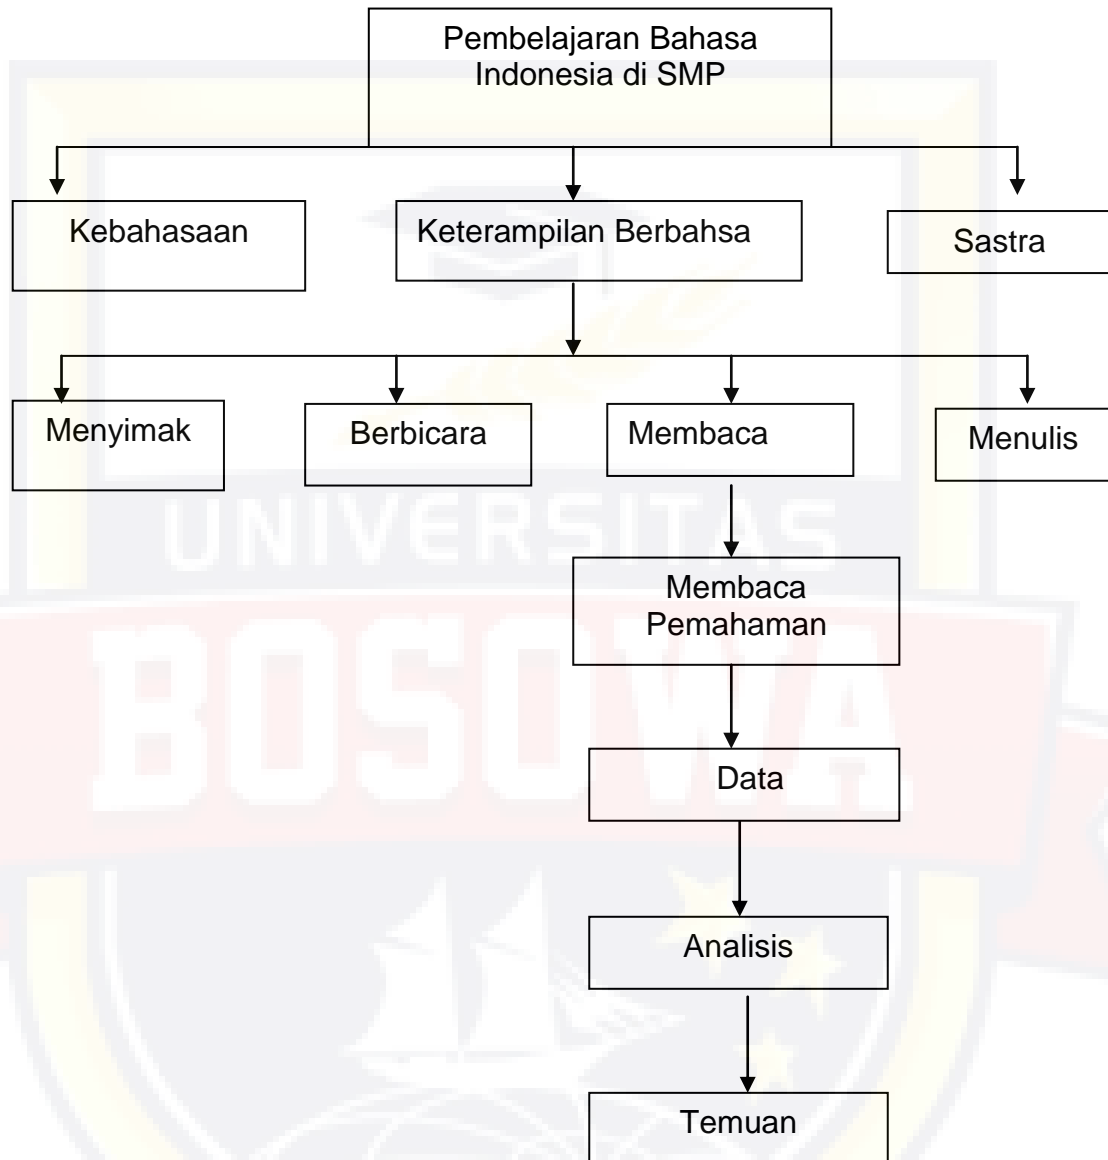 Pembelajaran Bahasa
Indonesia di SMP
Kebahasaan
Keterampilan Berbahsa
Sastra
Menyimak
Berbicara
Membaca
Menulis
UNIVERSITAS
Membaca
Pemahaman
BOSOWA
Data
Analisis
Temuan